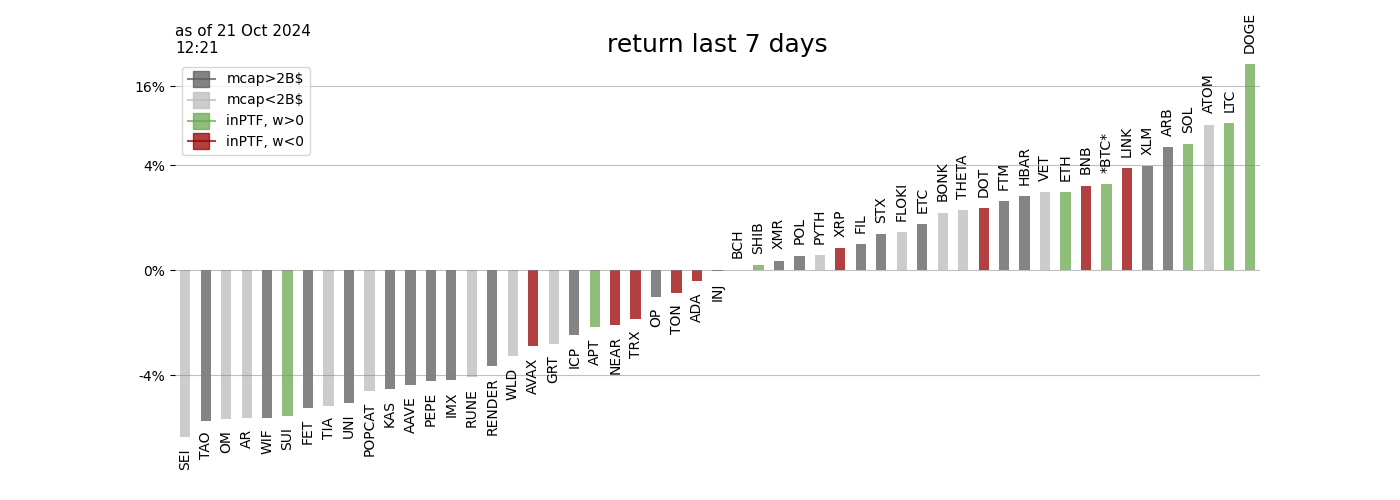 as of 21 Oct 2024
12:21
return last 7 days
mcap>2B$
mcap<2B$
inPTF, w>0
inPTF, w<0
16%
4%
0%
-4%
SEI
TAO
OM
AR
WIF
SUI
FET
TIA
UNI
POPCAT
KAS
AAVE
PEPE
IMX
RUNE
RENDER
WLD
AVAX
GRT
ICP
APT
NEAR
TRX
OP
TON
ADA
INJ
BCH
SHIB
XMR
POL
PYTH
XRP
FIL
STX
FLOKI
ETC
BONK
THETA
DOT
FTM
HBAR
VET
ETH
BNB
*BTC*
LINK
XLM
ARB
SOL
ATOM
LTC
DOGE